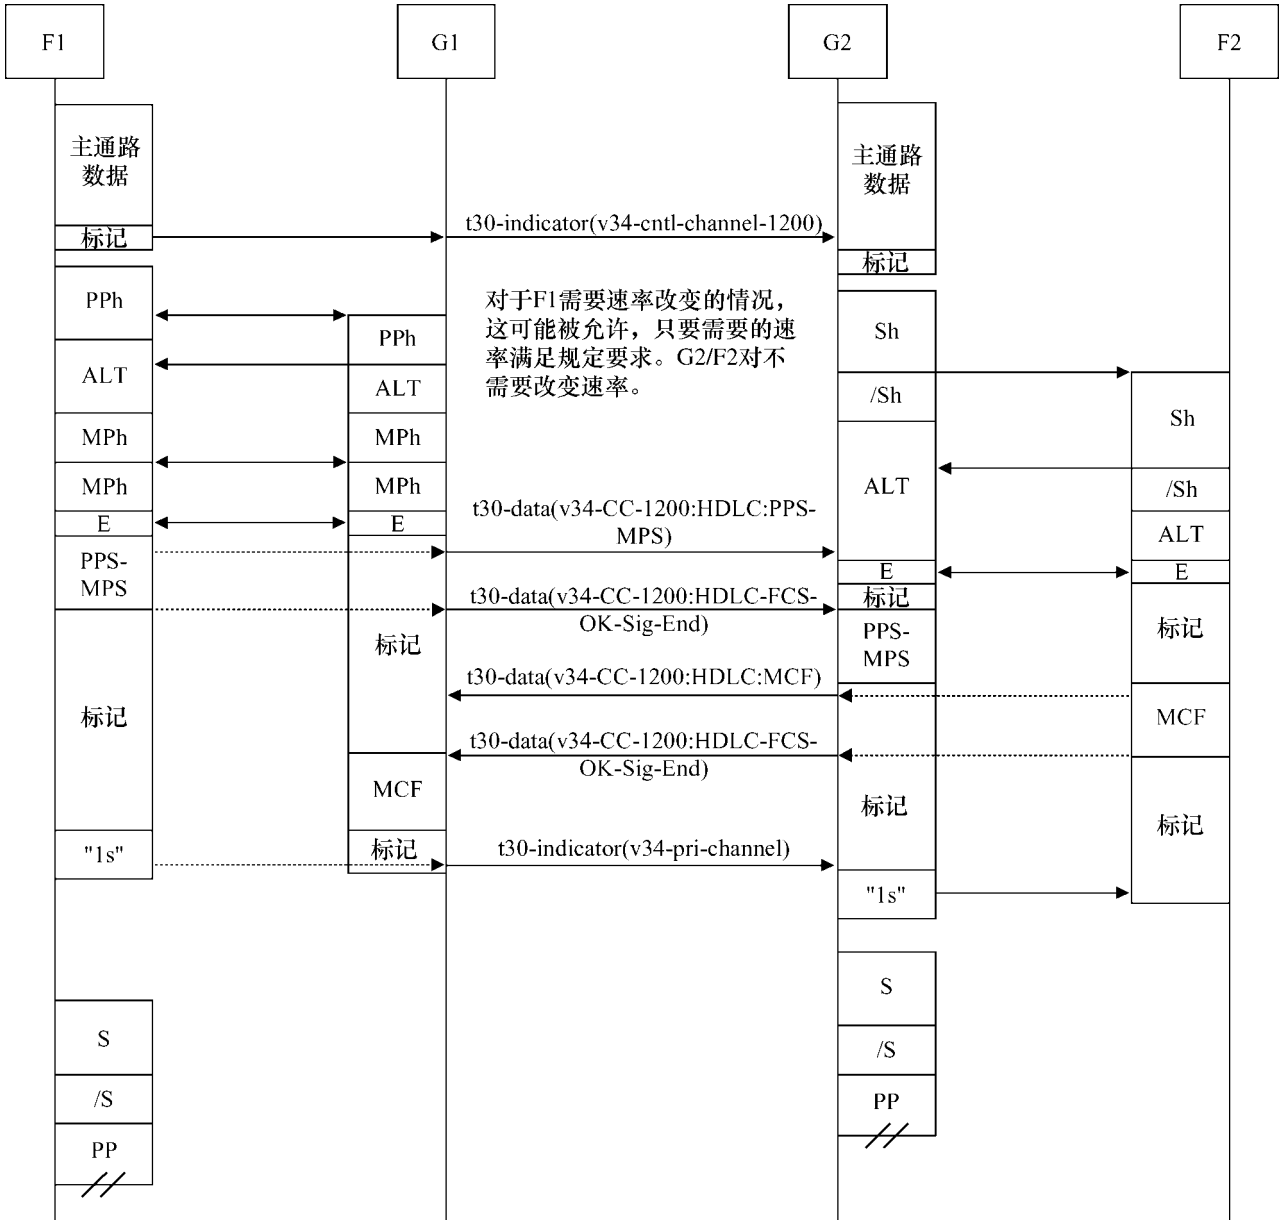 F1
G1
G2
F2
主通路
数据
标记
主通路
数据
标记
t30-indicator(v34-cntl-channel-1200)
对于F1需要速率改变的情况，
这可能被允许，只要需要的速
率满足规定要求。G2/F2对不
需要改变速率。
PPh
ALT
MPh
MPh
E
PPS-
MPS
标记
"1s"
S
/S
PP
PPh
ALT
MPh
MPh
E
标记
MCF
标记
t30-data(v34-CC-1200:HDLC:PPS-
MPS)
t30-data(v34-CC-1200:HDLC-FCS-
OK-Sig-End)
t30-data(v34-CC-1200:HDLC:MCF)
t30-data(v34-CC-1200:HDLC-FCS-
OK-Sig-End)
t30-indicator(v34-pri-channel)
Sh
/Sh
ALT
E
标记
PPS-
MPS
标记
"1s"
S
/S
PP
Sh
/Sh
ALT
E
标记
MCF
标记